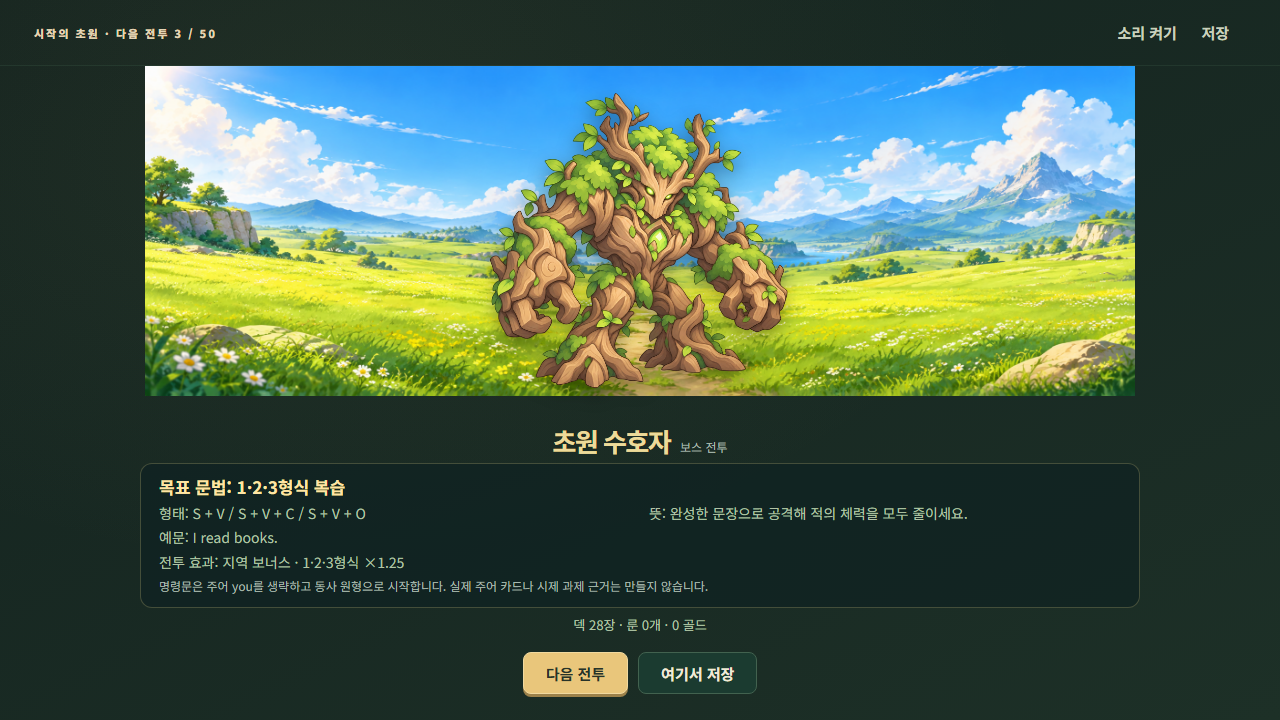 시작의 초원 · 다음 전투 3 / 50
소리 켜기 저장
초원 수호자 보스 전투
목표 문법: 1·2·3형식 복습
형태: S + V / S + V + C / S + V + O
뜻: 완성한 문장으로 공격해 적의 체력을 모두 줄이세요.
예문: I read books.
전투 효과: 지역 보너스 · 1·2·3형식 ×1.25
명령문은 주어 you를 생략하고 동사 원형으로 시작합니다. 실제 주어 카드나 시제 과제 근거는 만들지 않습니다.
덱 28장 · 룬 0개 · 0 골드
다음 전투 여기서 저장